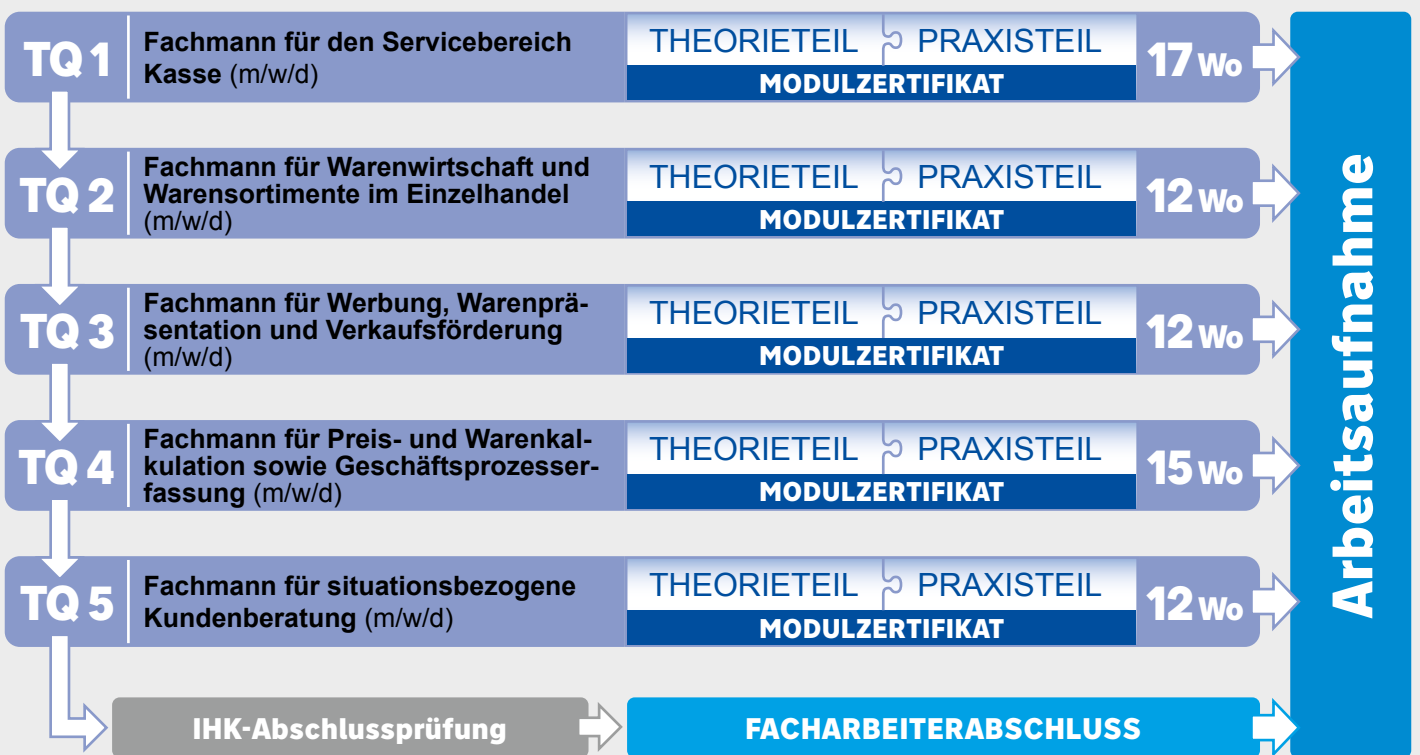 TQ 1
Fachmann für den Servicebereich
Kasse (m/w/d)
THEORIETEIL PRAXISTEIL
MODULZERTIFIKAT
17 Wo
TQ 2
Fachmann für Warenwirtschaft und
Warensortimente im Einzelhandel
(m/w/d)
THEORIETEIL PRAXISTEIL
MODULZERTIFIKAT
12 Wo
TQ 3
Fachmann für Werbung, Warenprä-
sentation und Verkaufsförderung
(m/w/d)
THEORIETEIL PRAXISTEIL
MODULZERTIFIKAT
12 Wo
TQ 4
Fachmann für Preis- und Warenkal-
kulation sowie Geschäftsprozesser-
fassung (m/w/d)
THEORIETEIL PRAXISTEIL
MODULZERTIFIKAT
15 Wo
TQ 5
Fachmann für situationsbezogene
Kundenberatung (m/w/d)
THEORIETEIL PRAXISTEIL
MODULZERTIFIKAT
12 Wo
IHK-Abschlussprüfung
FACHARBEITERABSCHLUSS
Arbeitsaufnahme